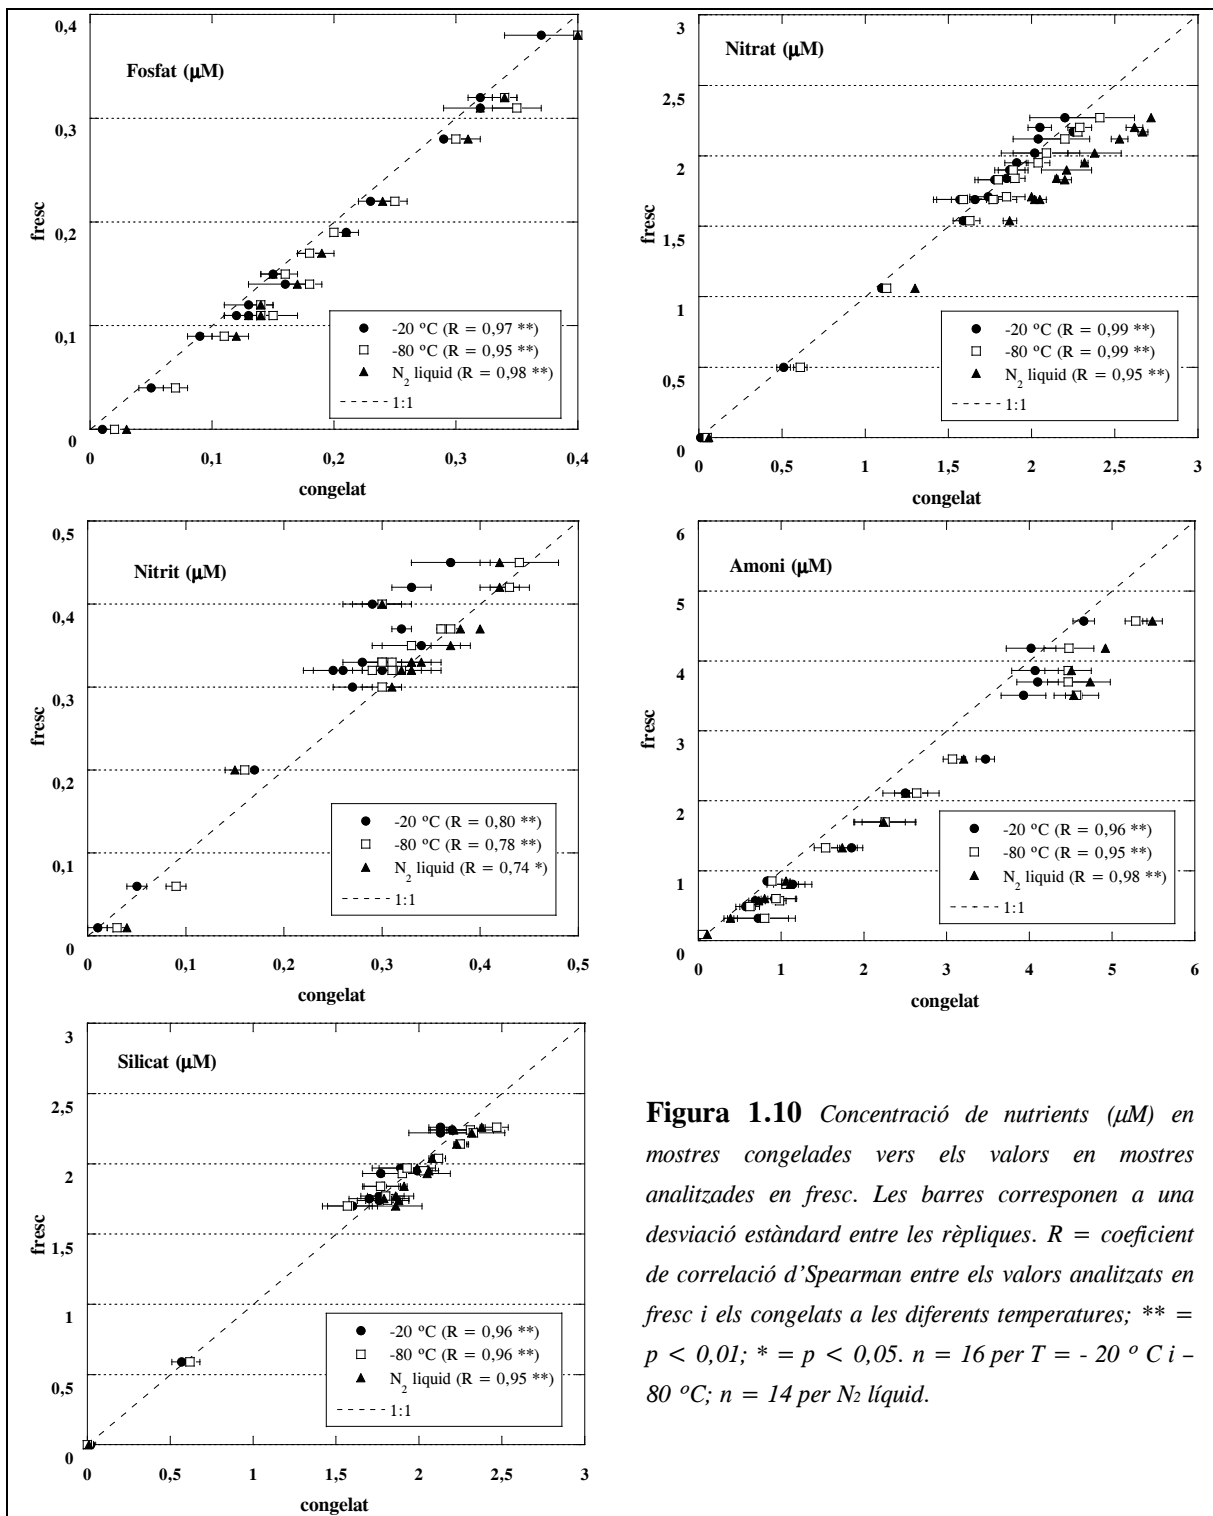 Fosfat (µM)
0,4
0,3
0,2
0,1
0
fresc
-20 ºC (R = 0,97 **)
-80 ºC (R = 0,95 **)
N2 liquid (R = 0,98 **)
1:1
0 0,1 0,2 0,3 0,4
congelat
Nitrat (µM)
3
2,5
2
1,5
1
0,5
0
fresc
-20 ºC (R = 0,99 **)
-80 ºC (R = 0,99 **)
N2 liquid (R = 0,95 **)
1:1
0 0,5 1 1,5 2 2,5 3
congelat
Nitrit (µM)
0,5
0,4
0,3
0,2
0,1
0
fresc
-20 ºC (R = 0,80 **)
-80 ºC (R = 0,78 **)
N2 liquid (R = 0,74 *)
1:1
0 0,1 0,2 0,3 0,4 0,5
congelat
Amoni (µM)
6
5
4
3
2
1
0
fresc
-20 ºC (R = 0,96 **)
-80 ºC (R = 0,95 **)
N2 liquid (R = 0,98 **)
1:1
0 1 2 3 4 5 6
congelat
Silicat (µM)
3
2,5
2
1,5
1
0,5
0
fresc
-20 ºC (R = 0,96 **)
-80 ºC (R = 0,96 **)
N2 liquid (R = 0,95 **)
1:1
0 0,5 1 1,5 2 2,5 3
congelat
Figura 1.10 Concentració de nutrients (µM) en
mostres congelades vers els valors en mostres
analitzades en fresc. Les barres corresponen a una
desviació estàndard entre les rèpliques. R = coeficient
de correlació d’Spearman entre els valors analitzats en
fresc i els congelats a les diferents temperatures; ** =
p < 0,01; * = p < 0,05. n = 16 per T = - 20 º C i –
80 ºC; n = 14 per N2 líquid.